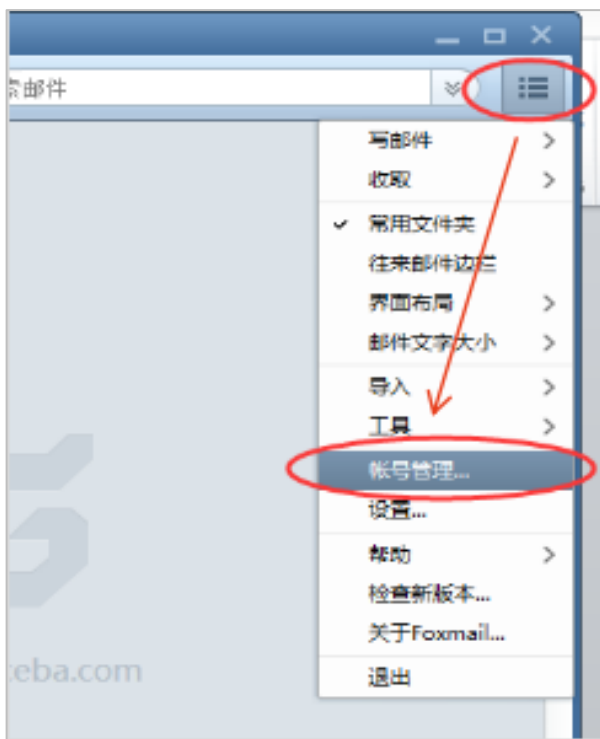 索邮件
写邮件
收取
常用文件夹
往来邮件边栏
界面布局
邮件文字大小
导入
工具
帐号管理...
设置...
帮助
检查新版本...
关于Foxmail...
退出
eba.com